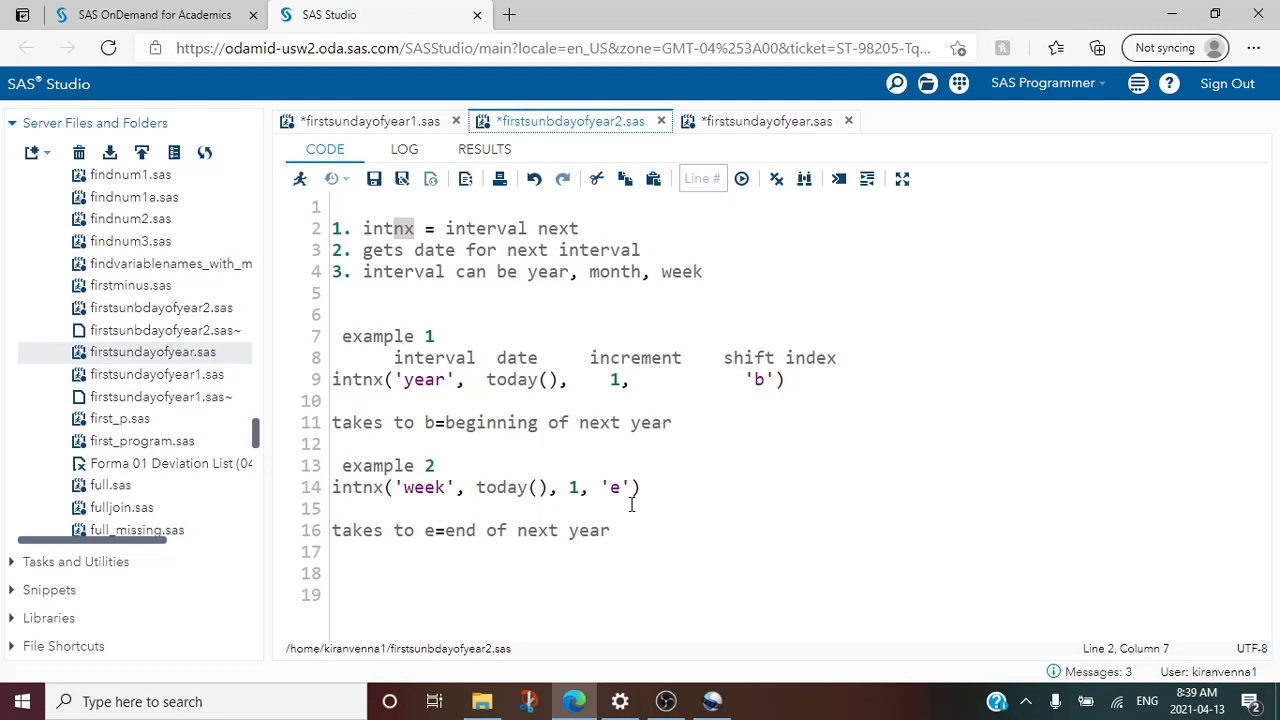 SAS OnDemand for Academics
SAS Studio
https://odamid-usw2.oda.sas.com/SASStudio/main?locale=en_US&zone=GMT-04%253A00&ticket=ST-98205-Tq...
Not syncing
SAS® Studio
SAS Programmer
Sign Out
Server Files and Folders
*firstsundayofyear1.sas
*firstsunbdayofyear2.sas
*firstsundayofyear.sas
CODE
LOG
RESULTS
Line #
findnum1.sas
findnum1a.sas
findnum2.sas
findnum3.sas
findvariablenames_with_m
firstminus.sas
firstsunbdayofyear2.sas
firstsunbdayofyear2.sas~
firstsundayofyear.sas
firstsundayofyear1.sas
firstsundayofyear1.sas~
first_p.sas
first_program.sas
Forma 01 Deviation List (04
full.sas
fulljoin.sas
full_missing.sas
Tasks and Utilities
Snippets
Libraries
File Shortcuts
1
2 1. intnx = interval next
3 2. gets date for next interval
4 3. interval can be year, month, week
5
6
7 example 1
8 interval date increment shift index
9 intnx('year', today(), 1, 'b')
10
11 takes to b=beginning of next year
12
13 example 2
14 intnx('week', today(), 1, 'e')
15
16 takes to e=end of next year
17
18
19
/home/kiranvenna1/firstsunbdayofyear2.sas
Line 2, Column 7
UTF-8
Messages: 3
User: kiranvenna1
Type here to search
ENG
8:39 AM
2021-04-13
2